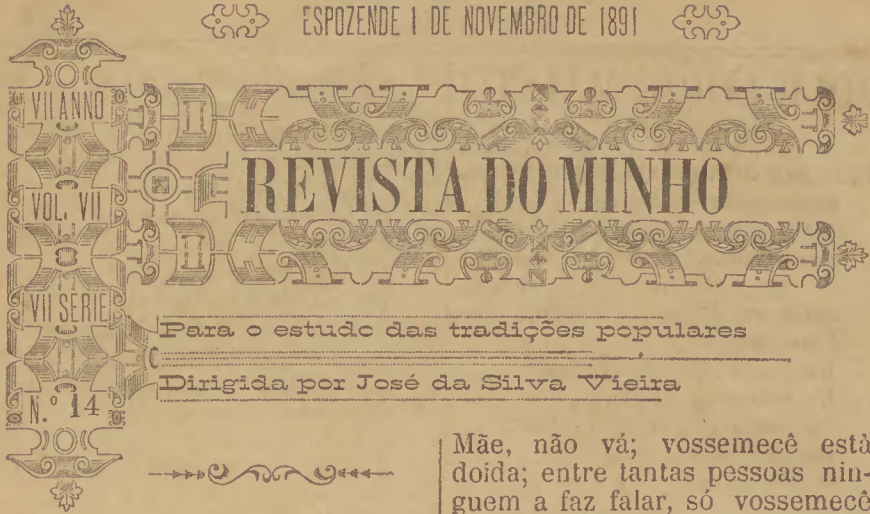 ESPOZENDE 1 DE NOVEMBRO DE 1891
VII ANNO
VOL. VII
VII SERIE
N.º 14
REVISTA DO MINHO
Para o estudo das tradições populares
Dirigida por José da Silva Vieira
Mãe, não vá; vossemecê està
doida; entre tantas pessoas nin-
guem a faz falar, só vossemecê